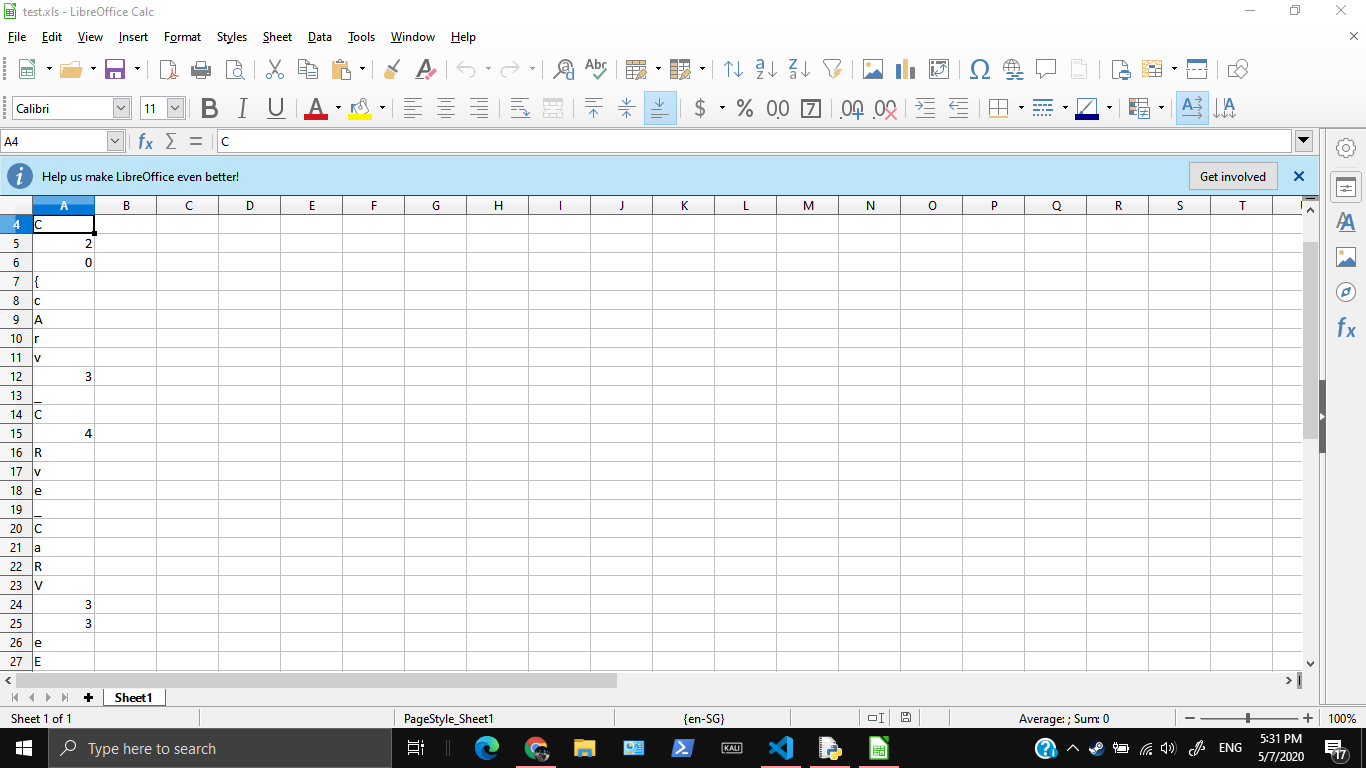 test.xls - LibreOffice Calc
File Edit View Insert Format Styles Sheet Data Tools Window Help
Calibri 11 B I U A $ % 0.0 7
A4 fx Σ = C
Help us make LibreOffice even better! Get involved
A B C D E F G H I J K L M N O P Q R S T
4 C
5 2
6 0
7 {
8 c
9 A
10 r
11 v
12 3
13 _
14 C
15 4
16 R
17 v
18 e
19 _
20 C
21 a
22 R
23 V
24 3
25 3
26 e
27 E
Sheet1
Sheet 1 of 1 PageStyle_Sheet1 {en-SG} Average: ; Sum: 0 100%
Type here to search KALI ENG 5:31 PM
5/7/2020 17